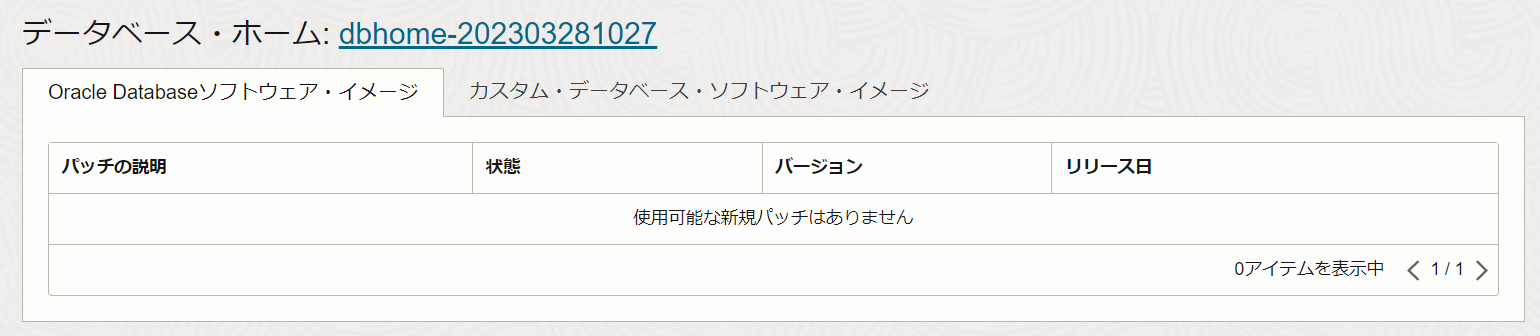 データベース・ホーム: dbhome-202303281027
Oracle Databaseソフトウェア・イメージ カスタム・データベース・ソフトウェア・イメージ
パッチの説明 状態 バージョン リリース日
使用可能な新規パッチはありません
0アイテムを表示中 1 / 1